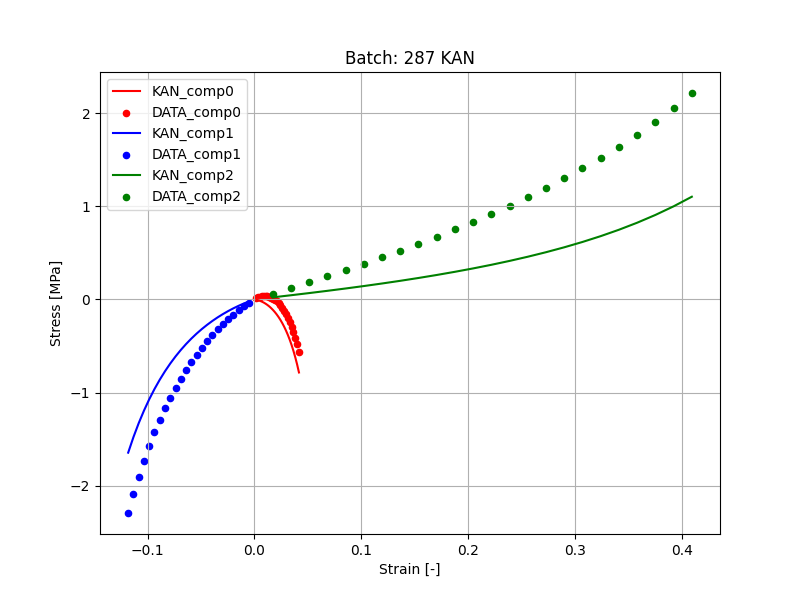 Batch: 287 KAN
KAN_comp0
DATA_comp0
KAN_comp1
DATA_comp1
KAN_comp2
DATA_comp2
2
1
0
−1
−2
Stress [MPa]
−0.1
0.0
0.1
0.2
0.3
0.4
Strain [-]